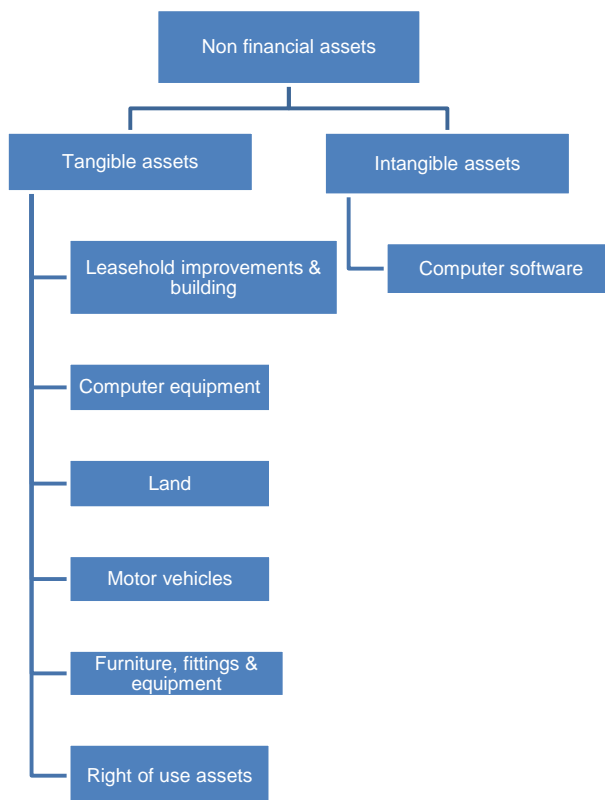 Non financial assets
Tangible assets
Intangible assets
Leasehold improvements &
building
Computer software
Computer equipment
Land
Motor vehicles
Furniture, fittings &
equipment
Right of use assets